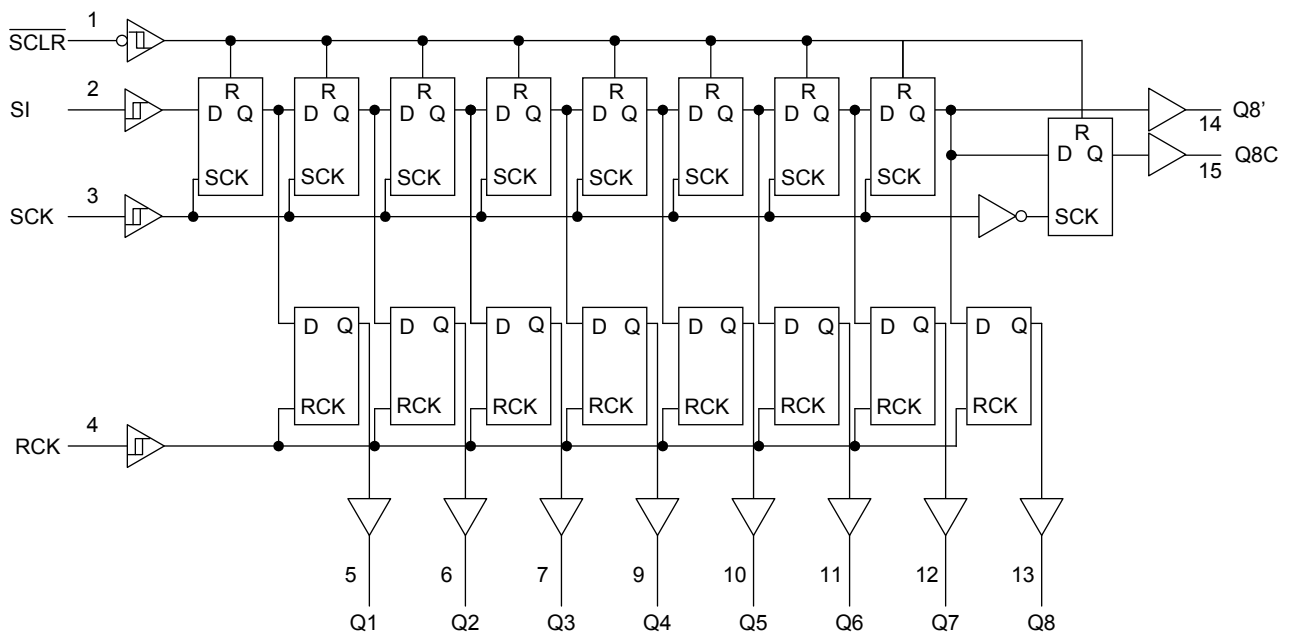 SCLR 1
R R R R R R R R
SI 2
D Q D Q D Q D Q D Q D Q D Q D Q
14 Q8'
R
D Q
15 Q8C
SCK SCK SCK SCK SCK SCK SCK SCK
SCK 3
SCK
D Q D Q D Q D Q D Q D Q D Q D Q
RCK RCK RCK RCK RCK RCK RCK RCK
RCK 4
5 6 7 9 10 11 12 13
Q1 Q2 Q3 Q4 Q5 Q6 Q7 Q8